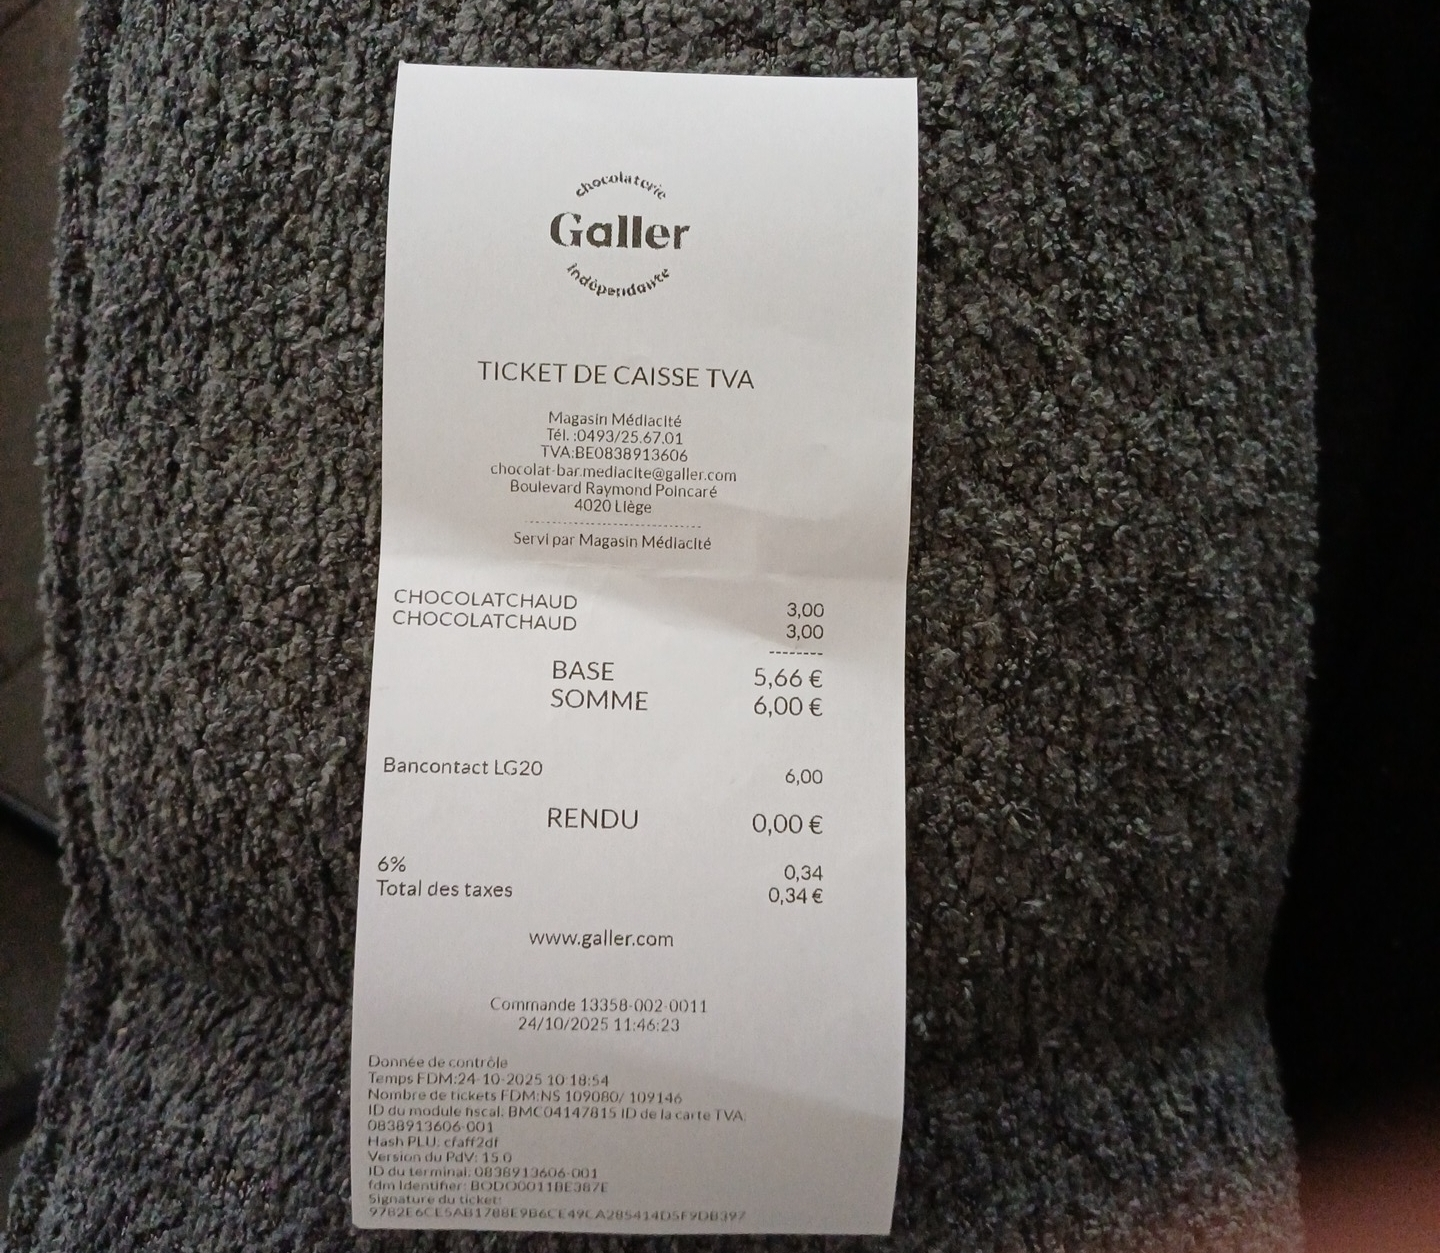 chocolaterie
Galler
indépendante
TICKET DE CAISSE TVA
Magasin Médiacité
Tél. :0493/25.67.01
TVA:BE0838913606
chocolat-bar.mediacite@galler.com
Boulevard Raymond Poincaré
4020 Liège
Servi par Magasin Médiacité
CHOCOLATCHAUD 3,00
CHOCOLATCHAUD 3,00
BASE 5,66 €
SOMME 6,00 €
Bancontact LG20 6,00
RENDU 0,00 €
6% 0,34
Total des taxes 0,34 €
www.galler.com
Commande 13358-002-0011
24/10/2025 11:46:23
Donnée de contrôle
Temps FDM:24-10-2025 10:18:54
Nombre de tickets FDM:NS 109080/ 109146
ID du module fiscal: BMC04147815 ID de la carte TVA:
0838913606-001
Hash PLU: cfaff2df
Version du PdV: 15.0
ID du terminal: 0838913606-001
fdm Identifier: BODO0011BE387E
Signature du ticket:
9782E6CE5AB1788E9B6CE49CA285414D5F9DB397